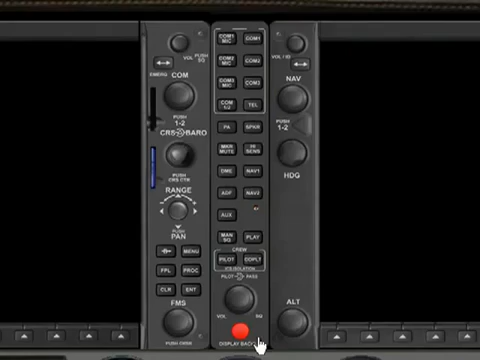 VOL
PUSH
SQ
EMERG
COM
PUSH
1-2
CRS BARO
PUSH
CRS CTR
RANGE
PUSH
PAN
MENU
FPL
PROC
CLR
ENT
FMS
PUSH CRSR
COM1
MIC
COM1
COM2
MIC
COM2
COM3
MIC
COM3
COM
1/2
TEL
PA
SPKR
MKR
MUTE
HI
SENS
DME
NAV1
ADF
NAV2
AUX
MAN
SQ
PLAY
CREW
PILOT
COPLT
ICS ISOLATION
PILOT
PASS
VOL
SQ
DISPLAY BACK
VOL / ID
NAV
PUSH
1-2
HDG
ALT